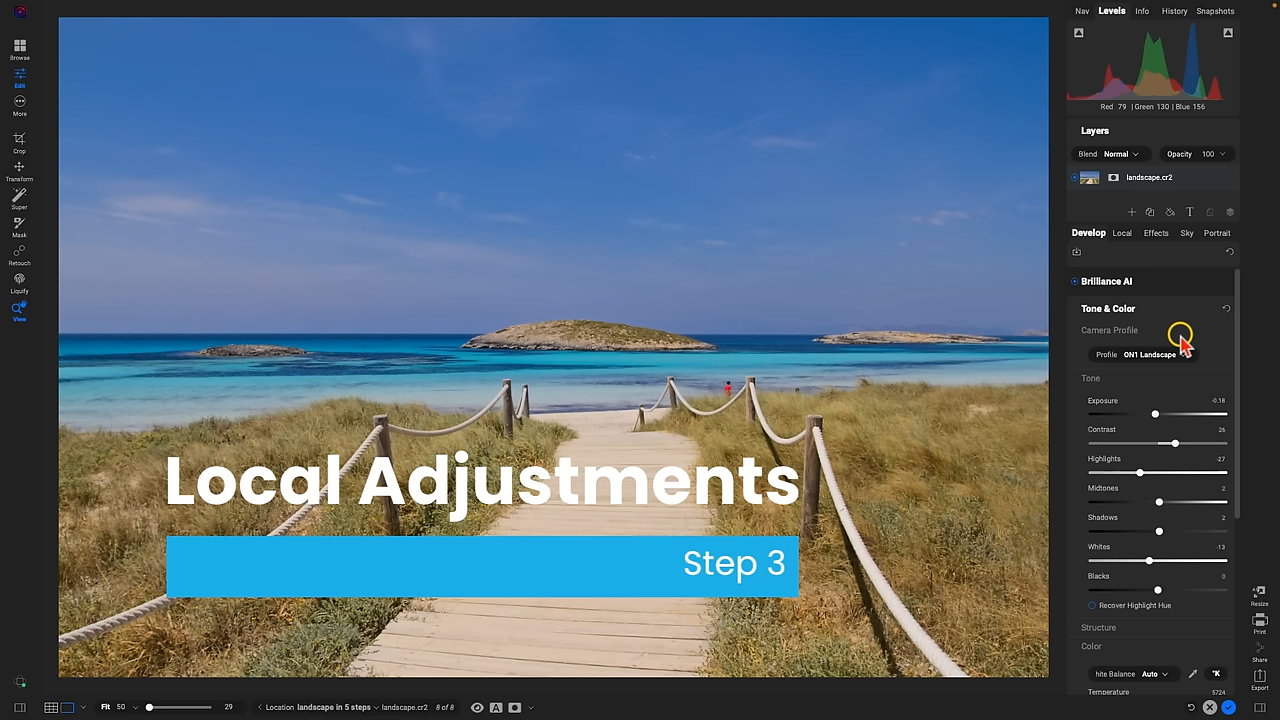 Nav Levels Info History Snapshots
Browse
Edit
More
Crop
Transform
Super
Mask
Retouch
Liquify
View
Red 79 | Green 130 | Blue 156
Layers
Blend Normal Opacity 100
landscape.cr2
T
Develop Local Effects Sky Portrait
Brilliance AI
Tone & Color
Camera Profile
Profile ON1 Landscape
Tone
Exposure -0.18
Contrast 26
Highlights -27
Midtones 2
Shadows 2
Whites -13
Blacks 0
Recover Highlight Hue
Structure
Color
hite Balance Auto °K
Temperature 5724
Local Adjustments
Step 3
Resize
Print
Share
Export
Fit 50 29 Location landscape in 5 steps landscape.cr2 8 of 8 A